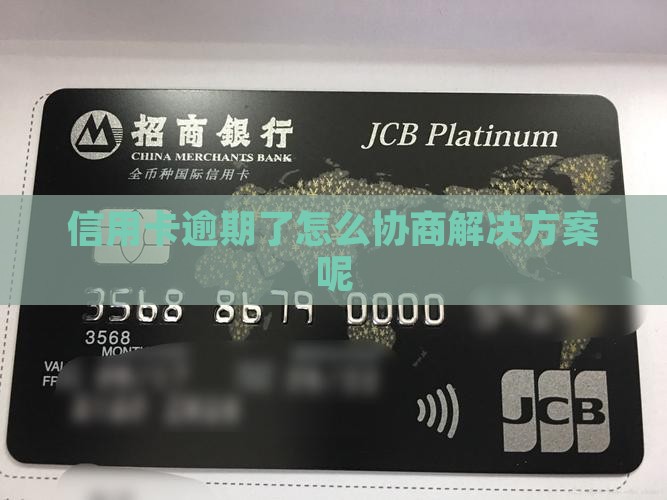 招商銀行 JCB Platinum
CHINA MERCHANTS BANK
全币种国际信用卡
信用卡逾期了怎么协商解决方案
呢
3568 8679 0000
3568
JCB